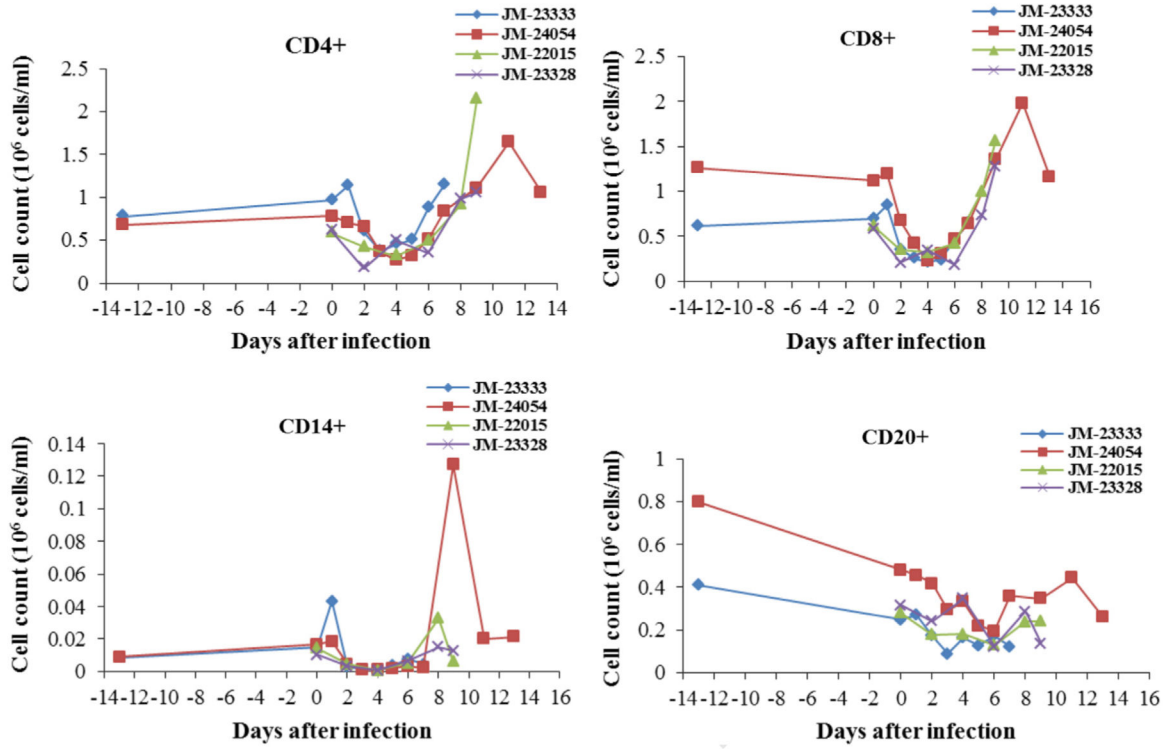 CD4+
JM-23333
JM-24054
JM-22015
JM-23328
Cell count (10⁶ cells/ml)
2.5
2
1.5
1
0.5
0
-14 -12 -10 -8 -6 -4 -2 0 2 4 6 8 10 12 14
Days after infection
CD8+
JM-23333
JM-24054
JM-22015
JM-23328
Cell count (10⁶ cells/ml)
2.5
2
1.5
1
0.5
0
-14 -12 -10 -8 -6 -4 -2 0 2 4 6 8 10 12 14 16
Days after infection
CD14+
JM-23333
JM-24054
JM-22015
JM-23328
Cell count (10⁶ cells/ml)
0.14
0.12
0.1
0.08
0.06
0.04
0.02
0
-14 -12 -10 -8 -6 -4 -2 0 2 4 6 8 10 12 14 16
Days after infection
CD20+
JM-23333
JM-24054
JM-22015
JM-23328
Cell count (10⁶ cells/ml)
1
0.8
0.6
0.4
0.2
0
-14 -12 -10 -8 -6 -4 -2 0 2 4 6 8 10 12 14 16
Days after infection